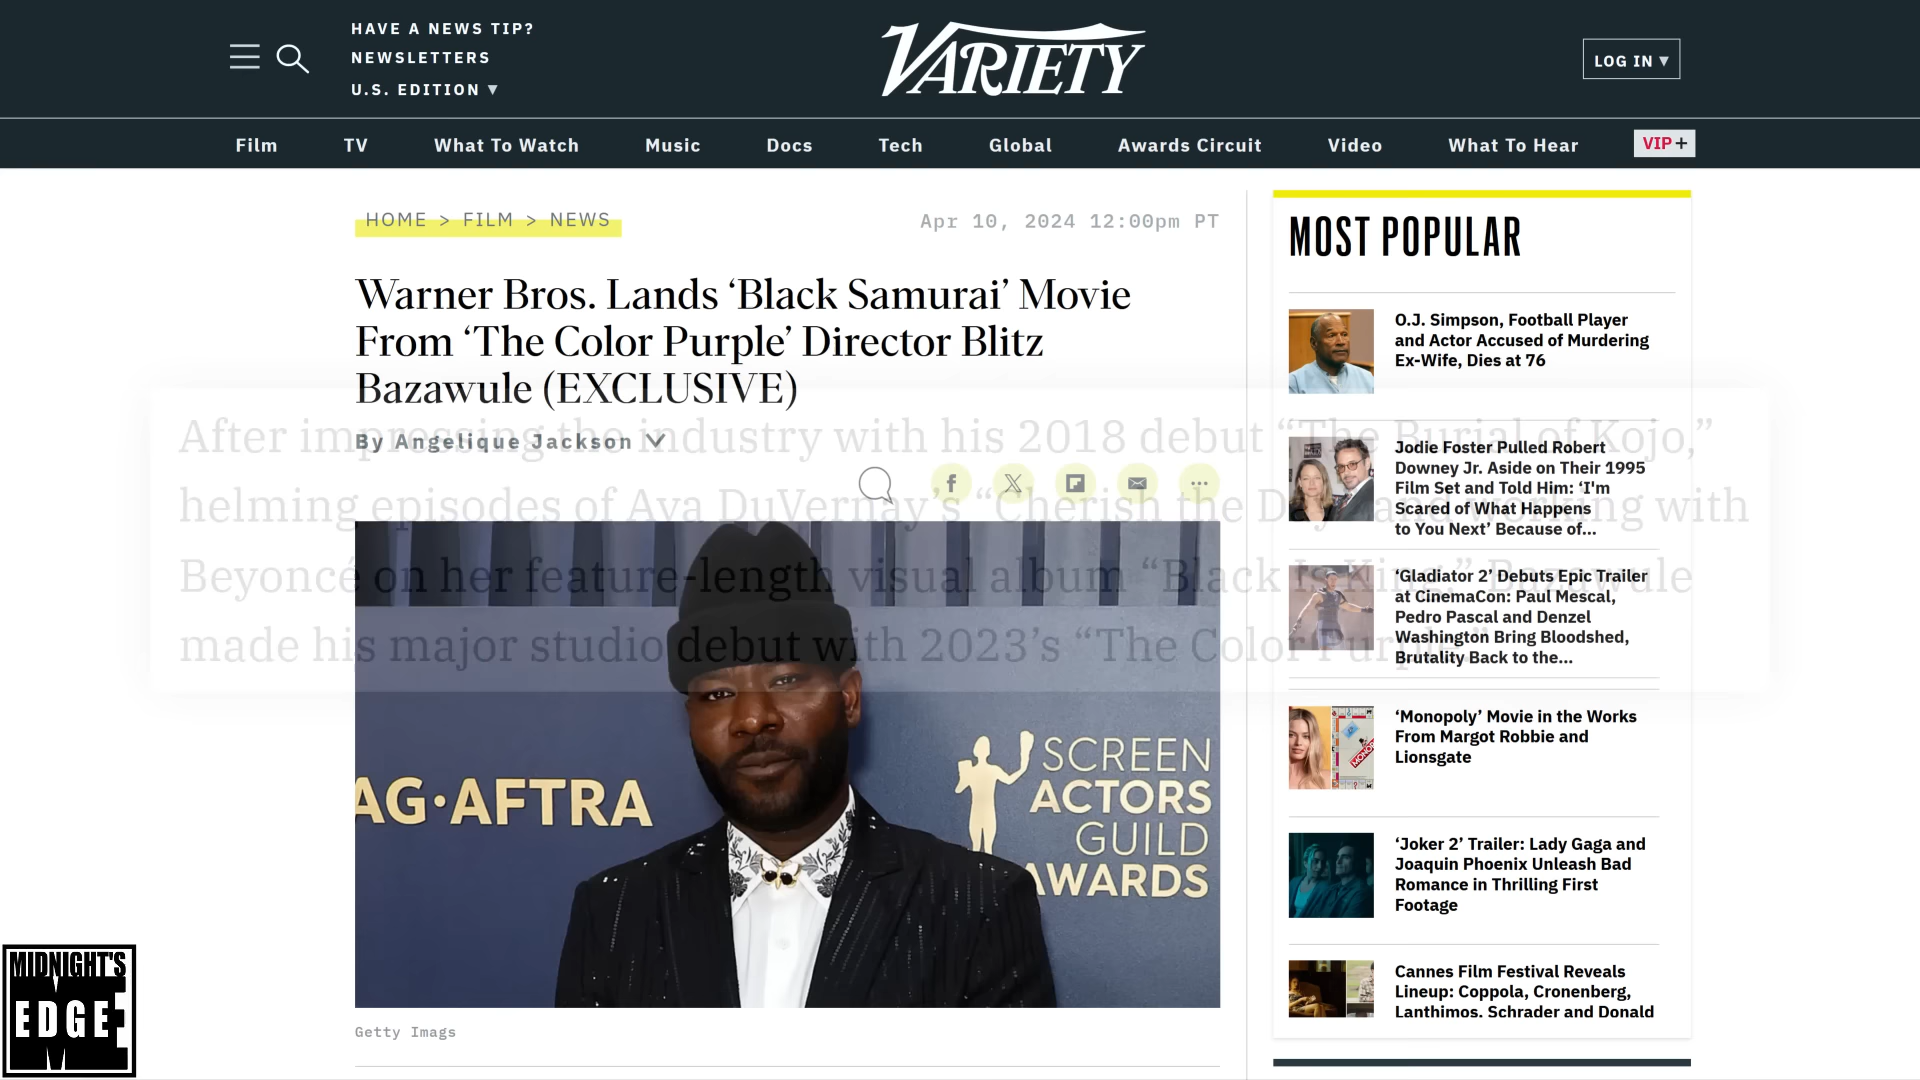 HAVE A NEWS TIP?
NEWSLETTERS
U.S. EDITION ▼
VARIETY
LOG IN ▼
Film TV What To Watch Music Docs Tech Global Awards Circuit Video What To Hear VIP+
HOME > FILM > NEWS
Apr 10, 2024 12:00pm PT
Warner Bros. Lands ‘Black Samurai’ Movie
From ‘The Color Purple’ Director Blitz
Bazawule (EXCLUSIVE)
By Angelique Jackson
After impressing the industry with his 2018 debut “The Burial of Kojo,”
helming episodes of Ava DuVernay’s “Cherish the Day” and working with
Beyoncé on her feature-length visual album “Black Is King,” Bazawule
made his major studio debut with 2023’s “The Color Purple.”
AG·AFTRA
SCREEN
ACTORS
GUILD
AWARDS
Getty Imags
MOST POPULAR
O.J. Simpson, Football Player
and Actor Accused of Murdering
Ex-Wife, Dies at 76
Jodie Foster Pulled Robert
Downey Jr. Aside on Their 1995
Film Set and Told Him: ‘I'm
Scared of What Happens
to You Next’ Because of...
‘Gladiator 2’ Debuts Epic Trailer
at CinemaCon: Paul Mescal,
Pedro Pascal and Denzel
Washington Bring Bloodshed,
Brutality Back to the...
‘Monopoly’ Movie in the Works
From Margot Robbie and
Lionsgate
‘Joker 2’ Trailer: Lady Gaga and
Joaquin Phoenix Unleash Bad
Romance in Thrilling First
Footage
Cannes Film Festival Reveals
Lineup: Coppola, Cronenberg,
Lanthimos, Schrader and Donald
MIDNIGHT'S
EDGE